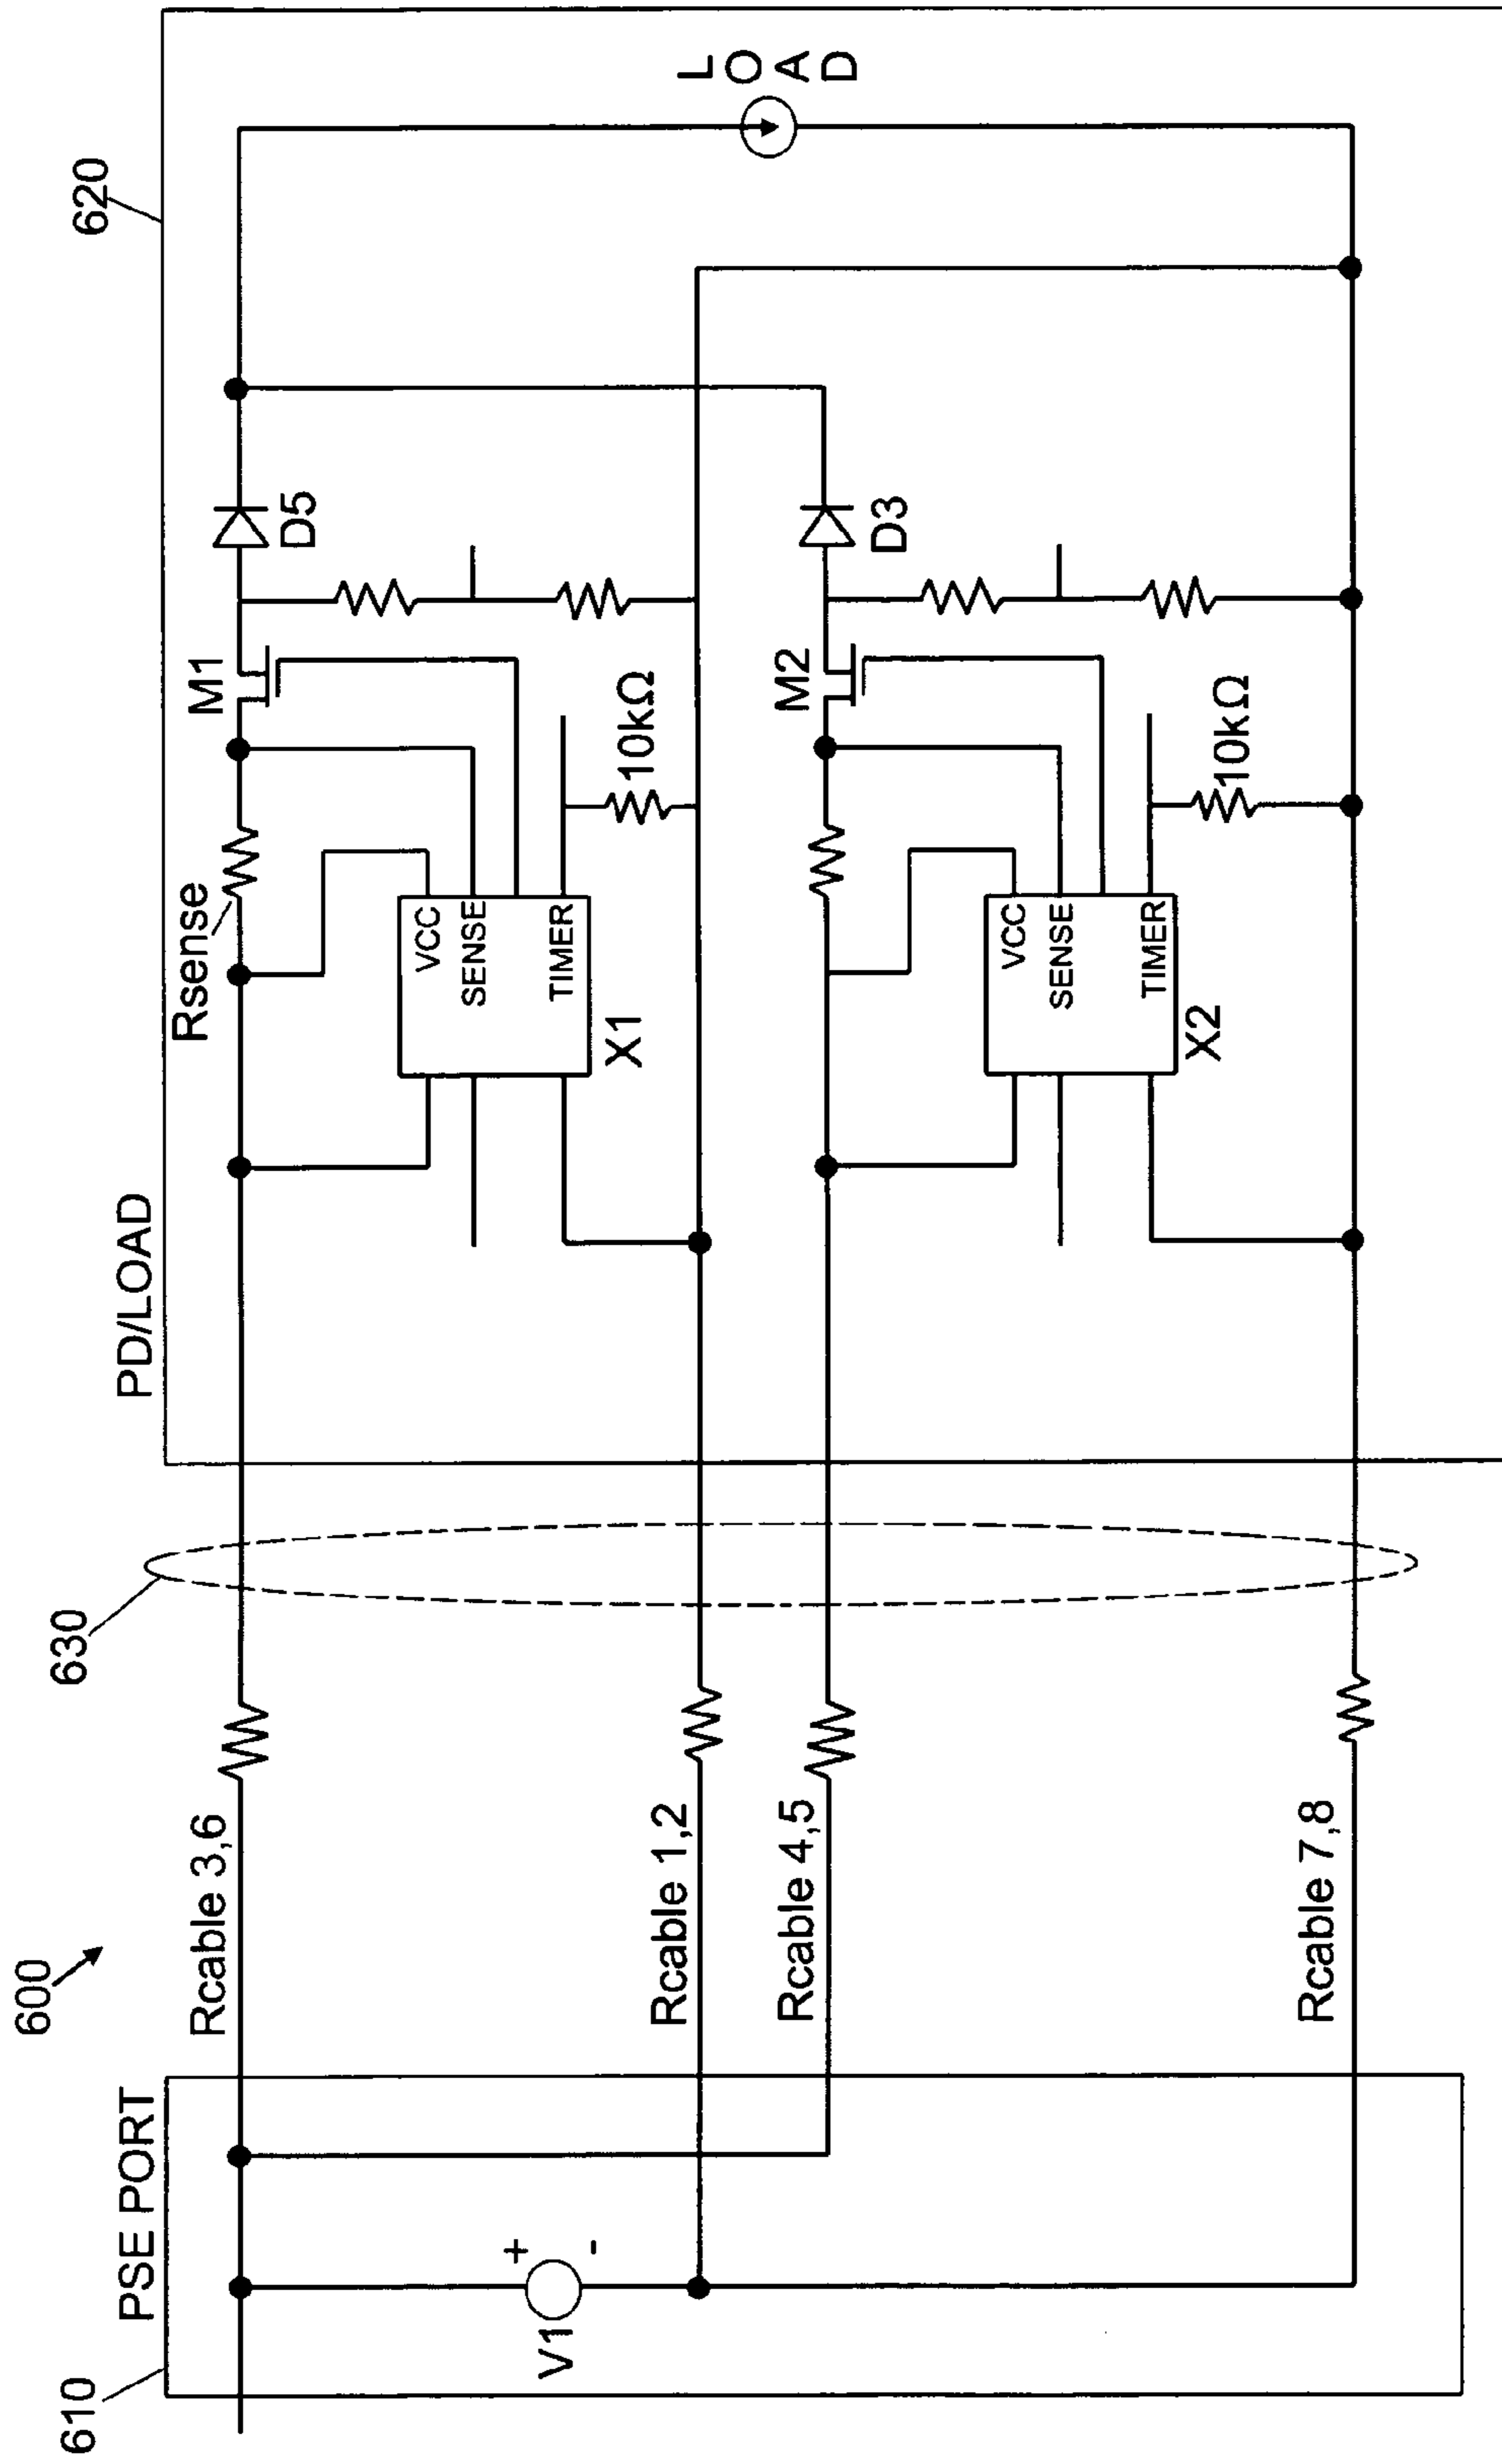 600
610
PSE PORT
V1
+
-
Rcable 3,6
Rcable 1,2
Rcable 4,5
Rcable 7,8
630
PD/LOAD
620
Rsense
VCC
SENSE
TIMER
X1
M1
10kΩ
D5
VCC
SENSE
TIMER
X2
M2
10kΩ
D3
LOAD